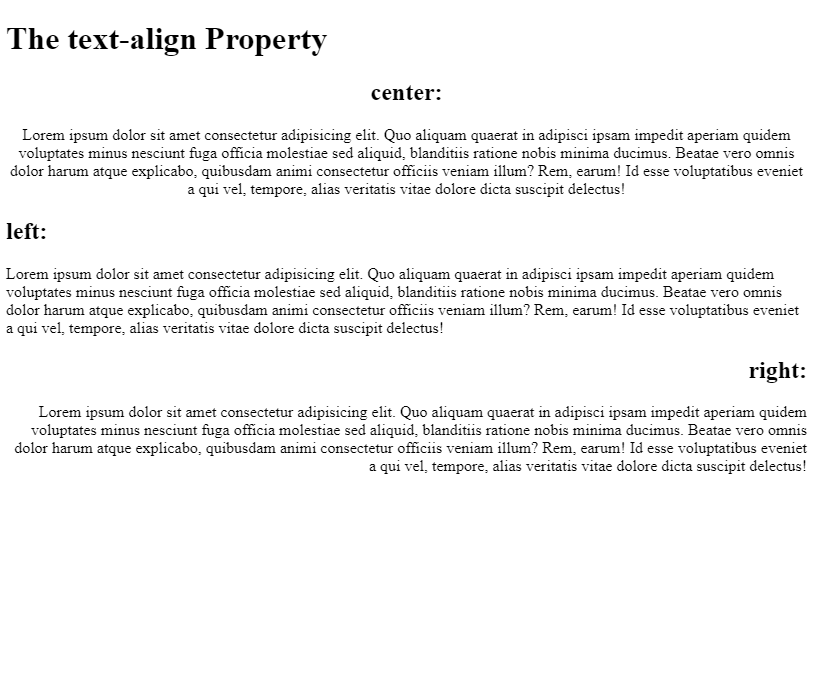 The text-align Property
center:
Lorem ipsum dolor sit amet consectetur adipisicing elit. Quo aliquam quaerat in adipisci ipsam impedit aperiam quidem
voluptates minus nesciunt fuga officia molestiae sed aliquid, blanditiis ratione nobis minima ducimus. Beatae vero omnis
dolor harum atque explicabo, quibusdam animi consectetur officiis veniam illum? Rem, earum! Id esse voluptatibus eveniet
a qui vel, tempore, alias veritatis vitae dolore dicta suscipit delectus!
left:
Lorem ipsum dolor sit amet consectetur adipisicing elit. Quo aliquam quaerat in adipisci ipsam impedit aperiam quidem
voluptates minus nesciunt fuga officia molestiae sed aliquid, blanditiis ratione nobis minima ducimus. Beatae vero omnis
dolor harum atque explicabo, quibusdam animi consectetur officiis veniam illum? Rem, earum! Id esse voluptatibus eveniet
a qui vel, tempore, alias veritatis vitae dolore dicta suscipit delectus!
right:
Lorem ipsum dolor sit amet consectetur adipisicing elit. Quo aliquam quaerat in adipisci ipsam impedit aperiam quidem
voluptates minus nesciunt fuga officia molestiae sed aliquid, blanditiis ratione nobis minima ducimus. Beatae vero omnis
dolor harum atque explicabo, quibusdam animi consectetur officiis veniam illum? Rem, earum! Id esse voluptatibus eveniet
a qui vel, tempore, alias veritatis vitae dolore dicta suscipit delectus!